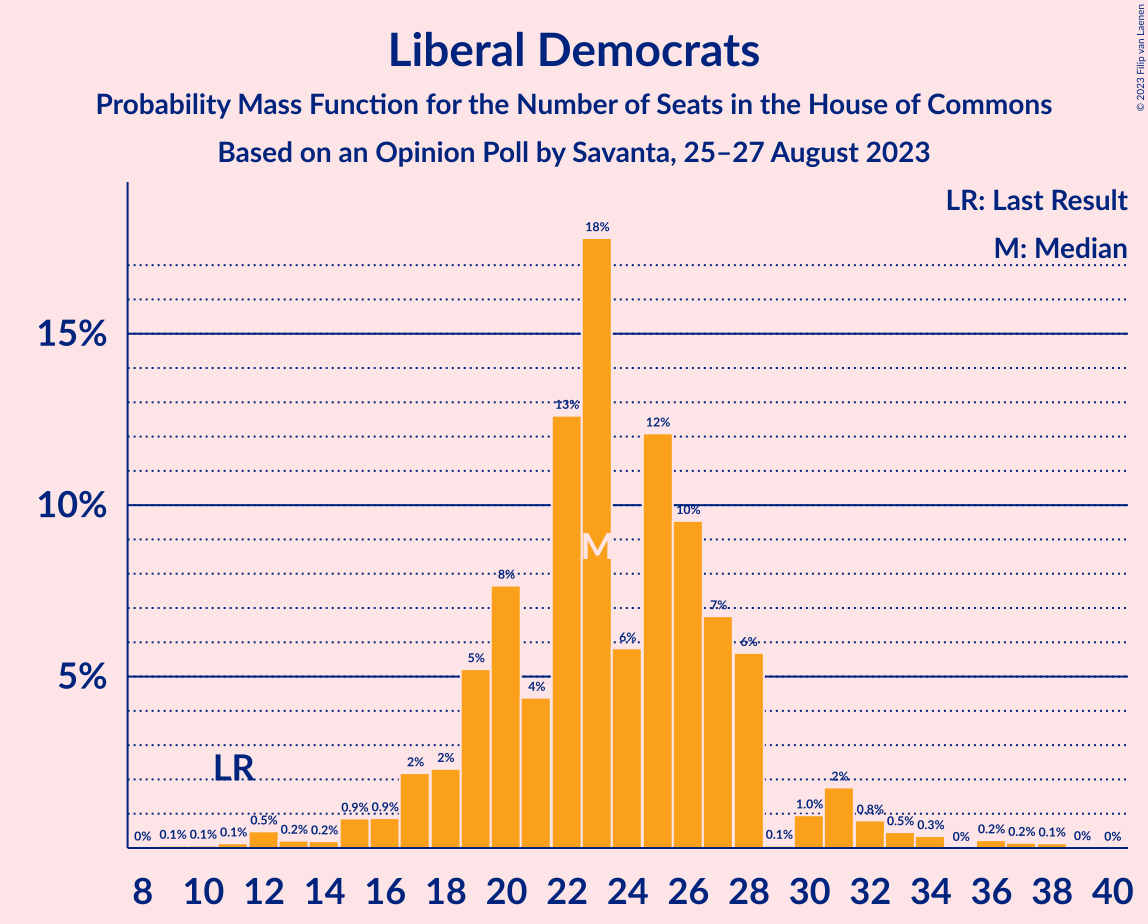 Liberal Democrats
Probability Mass Function for the Number of Seats in the House of Commons
Based on an Opinion Poll by Savanta, 25–27 August 2023
© 2023 Filip van Laenen
LR: Last Result
M: Median
15%
10%
5%
LR
M
0% 0.1% 0.1% 0.1% 0.5% 0.2% 0.2% 0.9% 0.9% 2% 2% 5% 8% 4% 13% 18% 6% 12% 10% 7% 6% 0.1% 1.0% 2% 0.8% 0.5% 0.3% 0% 0.2% 0.2% 0.1% 0% 0%
8 10 12 14 16 18 20 22 24 26 28 30 32 34 36 38 40